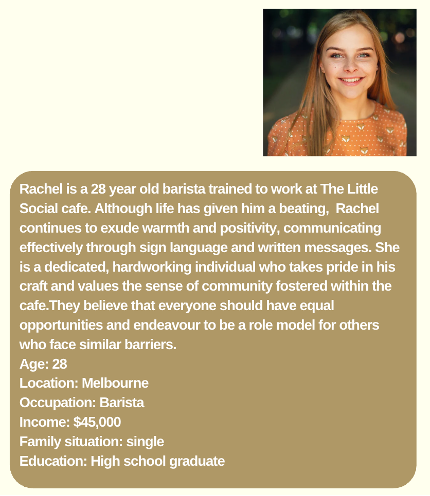 Rachel is a 28 year old barista trained to work at The Little
Social cafe. Although life has given him a beating,  Rachel
continues to exude warmth and positivity, communicating
effectively through sign language and written messages. She
is a dedicated, hardworking individual who takes pride in his
craft and values the sense of community fostered within the
cafe.They believe that everyone should have equal
opportunities and endeavour to be a role model for others
who face similar barriers.
Age: 28
Location: Melbourne
Occupation: Barista
Income: $45,000
Family situation: single
Education: High school graduate